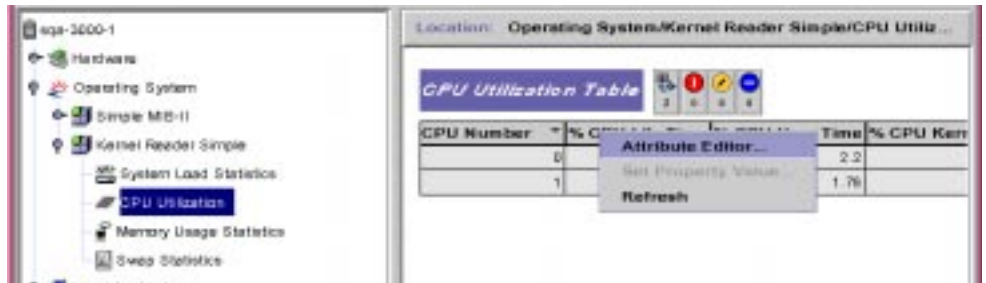 sqa-3000-1
Hardware
Operating System
Simple MIB-II
Kernel Reader Simple
System Load Statistics
CPU Utilization
Memory Usage Statistics
Swap Statistics
Location: Operating System/Kernel Reader Simple/CPU Utiliz...
CPU Utilization Table
2 0 0 0
CPU Number % CPU Time % CPU Kern
Attribute Editor...
0 2.2
Set Property Value...
1 1.76
Refresh